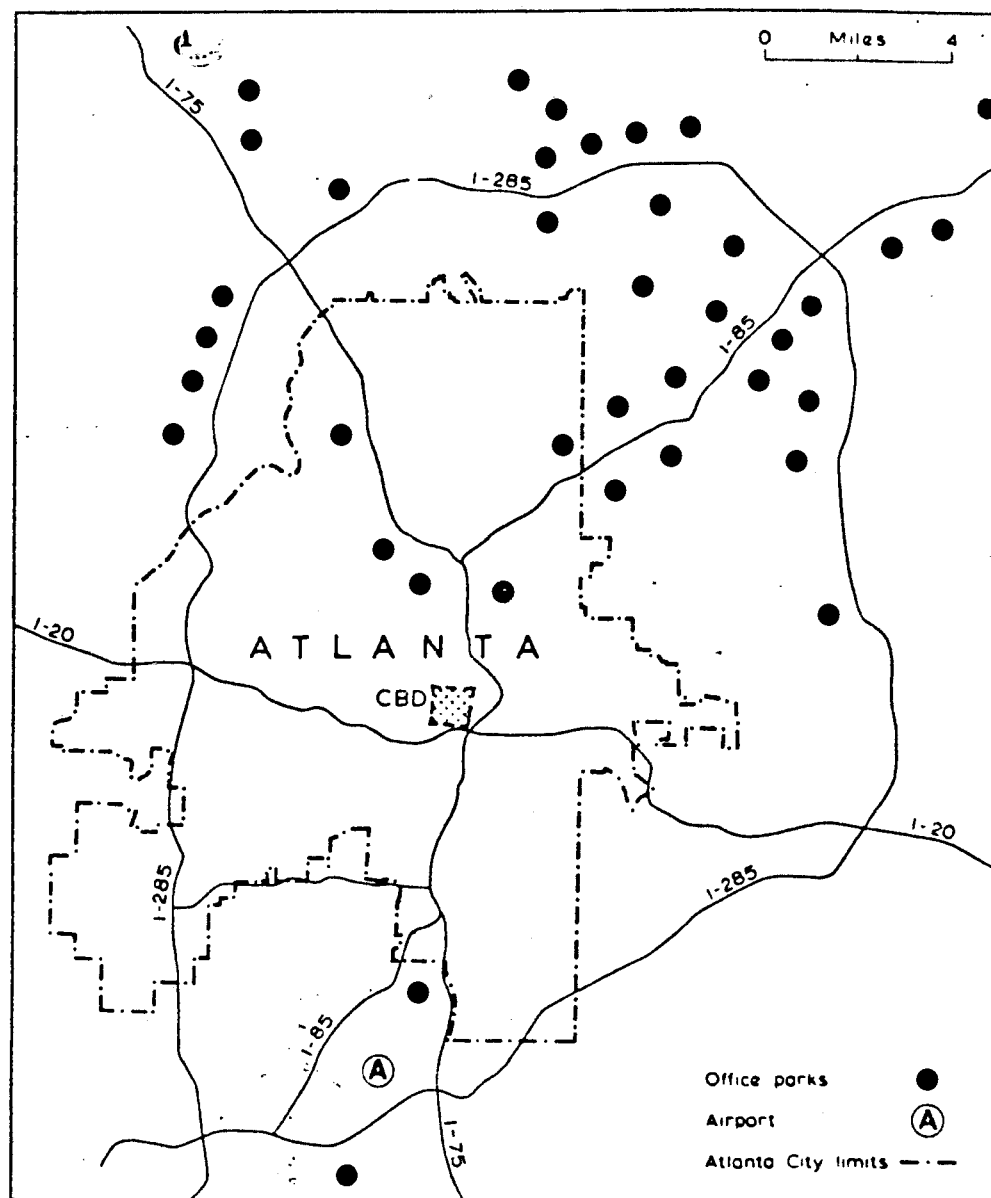 0 Miles 4
I-75
I-285
I-85
I-20
ATLANTA
CBD
I-20
I-285
I-285
I-85
A
I-75
Office parks
Airport A
Atlanta City limits